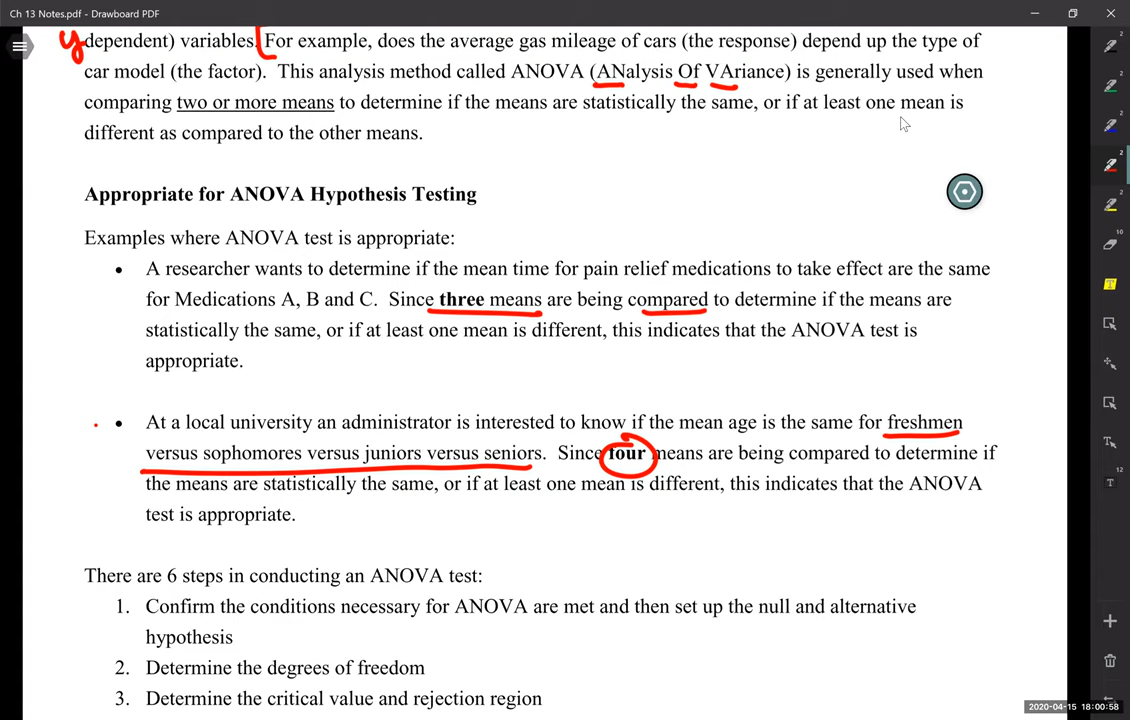 Ch 13 Notes.pdf - Drawboard PDF
y dependent) variables. [For example, does the average gas mileage of cars (the response) depend up the type of
car model (the factor). This analysis method called ANOVA (ANalysis Of VAriance) is generally used when
comparing two or more means to determine if the means are statistically the same, or if at least one mean is
different as compared to the other means.
Appropriate for ANOVA Hypothesis Testing
Examples where ANOVA test is appropriate:
• A researcher wants to determine if the mean time for pain relief medications to take effect are the same
for Medications A, B and C. Since three means are being compared to determine if the means are
statistically the same, or if at least one mean is different, this indicates that the ANOVA test is
appropriate.
• At a local university an administrator is interested to know if the mean age is the same for freshmen
versus sophomores versus juniors versus seniors. Since four means are being compared to determine if
the means are statistically the same, or if at least one mean is different, this indicates that the ANOVA
test is appropriate.
There are 6 steps in conducting an ANOVA test:
1. Confirm the conditions necessary for ANOVA are met and then set up the null and alternative
hypothesis
2. Determine the degrees of freedom
3. Determine the critical value and rejection region
2
2
2
2
2
10
12
2020-04-15 18:00:58